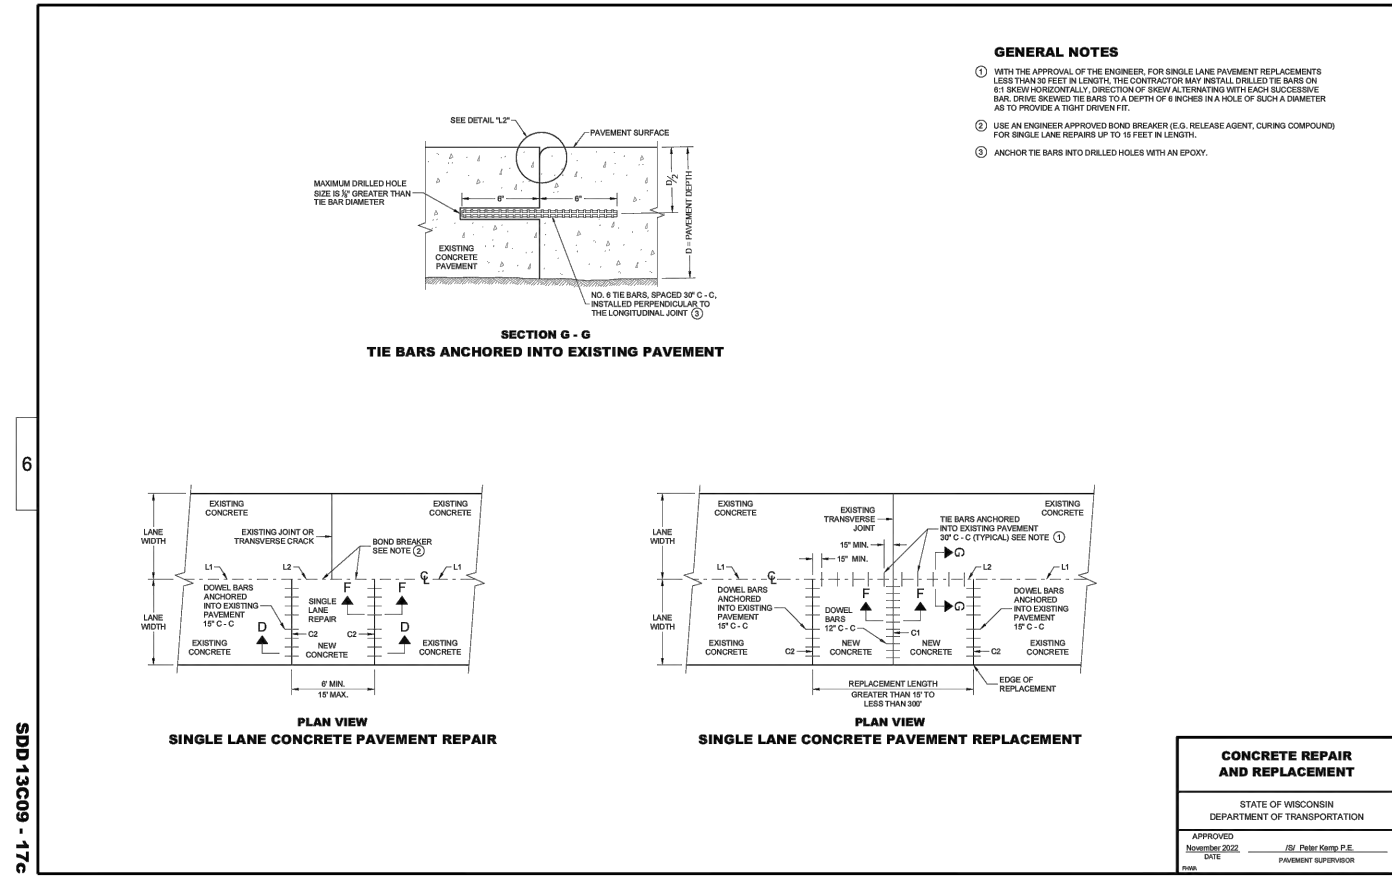 GENERAL NOTES
① WITH THE APPROVAL OF THE ENGINEER, FOR SINGLE LANE PAVEMENT REPLACEMENTS
LESS THAN 30 FEET IN LENGTH, THE CONTRACTOR MAY INSTALL DRILLED TIE BARS ON
6:1 SKEW HORIZONTALLY, DIRECTION OF SKEW ALTERNATING WITH EACH SUCCESSIVE
BAR. DRIVE SKEWED TIE BARS TO A DEPTH OF 6 INCHES IN A HOLE OF SUCH A DIAMETER
AS TO PROVIDE A TIGHT DRIVEN FIT.
② USE AN ENGINEER APPROVED BOND BREAKER (E.G. RELEASE AGENT, CURING COMPOUND)
FOR SINGLE LANE REPAIRS UP TO 15 FEET IN LENGTH.
③ ANCHOR TIE BARS INTO DRILLED HOLES WITH AN EPOXY.
SEE DETAIL "L2"
PAVEMENT SURFACE
MAXIMUM DRILLED HOLE
SIZE IS GREATER THAN
TIE BAR DIAMETER
6"
6"
D/2
D = PAVEMENT DEPTH
EXISTING
CONCRETE
PAVEMENT
NO. 6 TIE BARS, SPACED 30" C - C,
INSTALLED PERPENDICULAR TO
THE LONGITUDINAL JOINT ③
SECTION G - G
TIE BARS ANCHORED INTO EXISTING PAVEMENT
6
SDD 13C09 - 17c
LANE
WIDTH
LANE
WIDTH
EXISTING
CONCRETE
EXISTING
CONCRETE
EXISTING JOINT OR
TRANSVERSE CRACK
BOND BREAKER
SEE NOTE ②
L1
L2
℄
L1
DOWEL BARS
ANCHORED
INTO EXISTING
PAVEMENT
15" C - C
SINGLE
LANE
REPAIR
F
F
D
D
C2
C2
EXISTING
CONCRETE
NEW
CONCRETE
EXISTING
CONCRETE
6' MIN.
15' MAX.
PLAN VIEW
SINGLE LANE CONCRETE PAVEMENT REPAIR
LANE
WIDTH
LANE
WIDTH
EXISTING
CONCRETE
EXISTING
TRANSVERSE
JOINT
TIE BARS ANCHORED
INTO EXISTING PAVEMENT
30" C - C (TYPICAL) SEE NOTE ①
EXISTING
CONCRETE
15" MIN.
15" MIN.
G
L1
℄
L2
L1
DOWEL BARS
ANCHORED
INTO EXISTING
PAVEMENT
15" C - C
F
F
G
DOWEL
BARS
12" C - C
DOWEL BARS
ANCHORED
INTO EXISTING
PAVEMENT
15" C - C
C1
EXISTING
CONCRETE
C2
NEW
CONCRETE
NEW
CONCRETE
C2
EXISTING
CONCRETE
REPLACEMENT LENGTH
GREATER THAN 15' TO
LESS THAN 300'
EDGE OF
REPLACEMENT
PLAN VIEW
SINGLE LANE CONCRETE PAVEMENT REPLACEMENT
CONCRETE REPAIR
AND REPLACEMENT
STATE OF WISCONSIN
DEPARTMENT OF TRANSPORTATION
APPROVED
November 2022 /S/ Peter Kemp P.E.
DATE PAVEMENT SUPERVISOR
FHWA